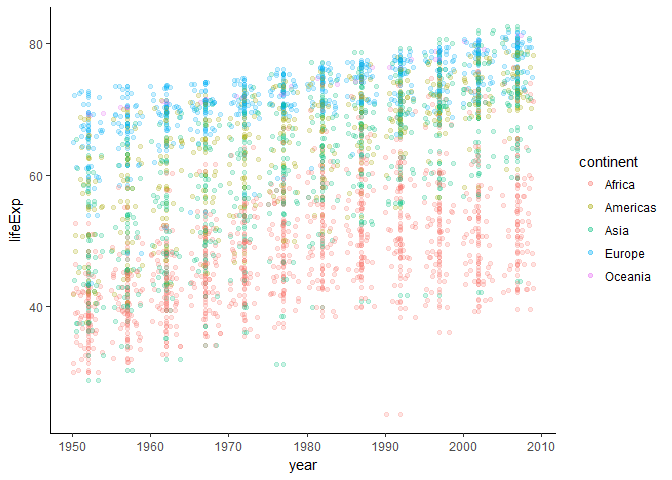 80
60
40
lifeExp
1950 1960 1970 1980 1990 2000 2010
year
continent
Africa
Americas
Asia
Europe
Oceania